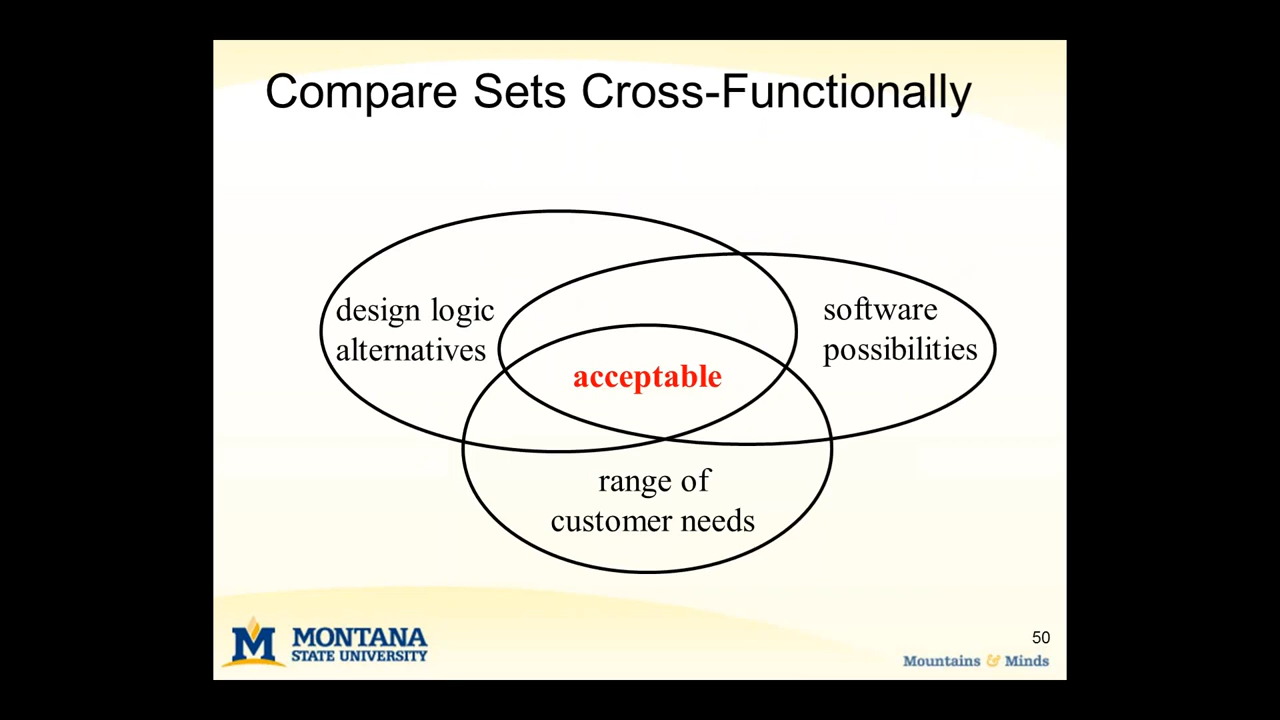 Compare Sets Cross-Functionally
design logic
alternatives
software
possibilities
acceptable
range of
customer needs
M MONTANA
STATE UNIVERSITY
50
Mountains & Minds